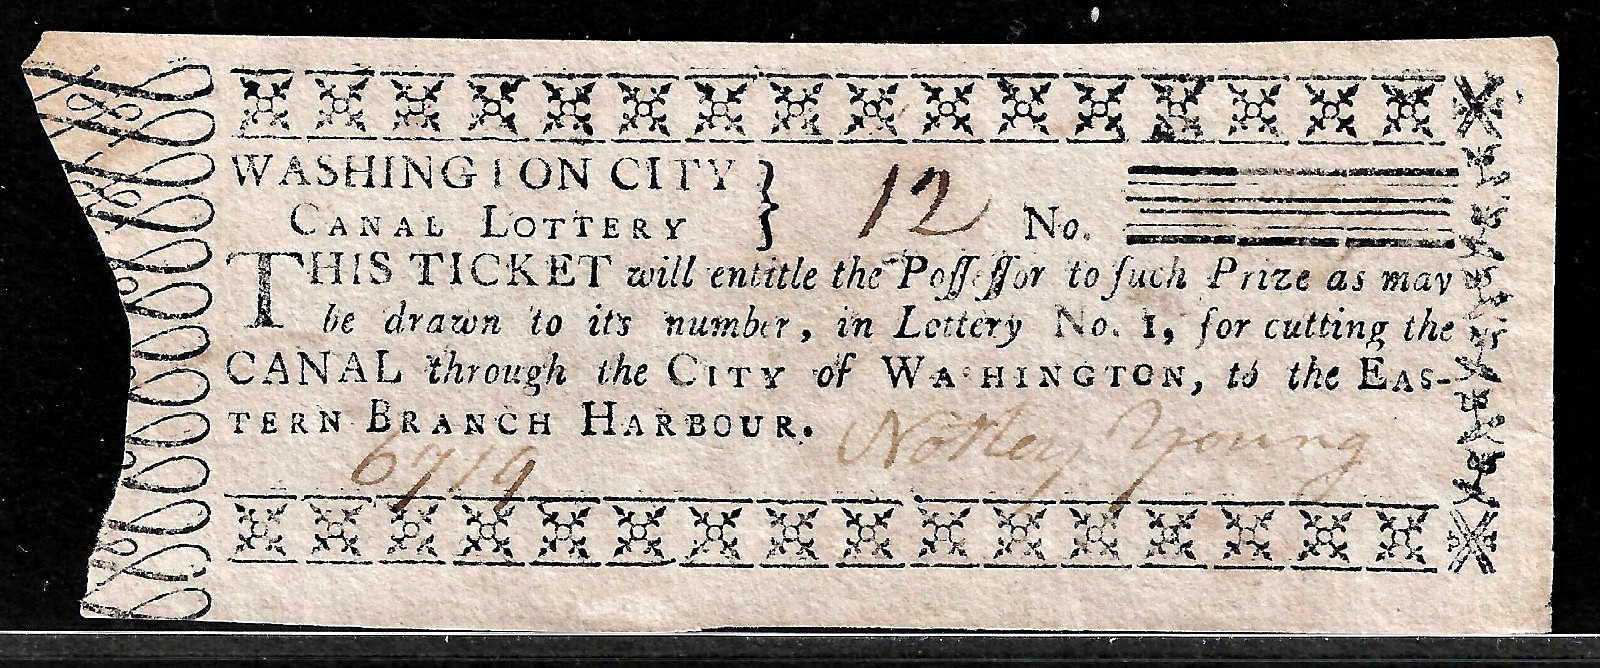 WASHINGTON CITY } 12 No.
CANAL LOTTERY
THIS TICKET will entitle the Poſſeſſor to ſuch Prize as may
be drawn to its number, in Lottery No. 1, for cutting the
CANAL through the CITY of WASHINGTON, to the EAS-
TERN BRANCH HARBOUR. Notley Young
6719